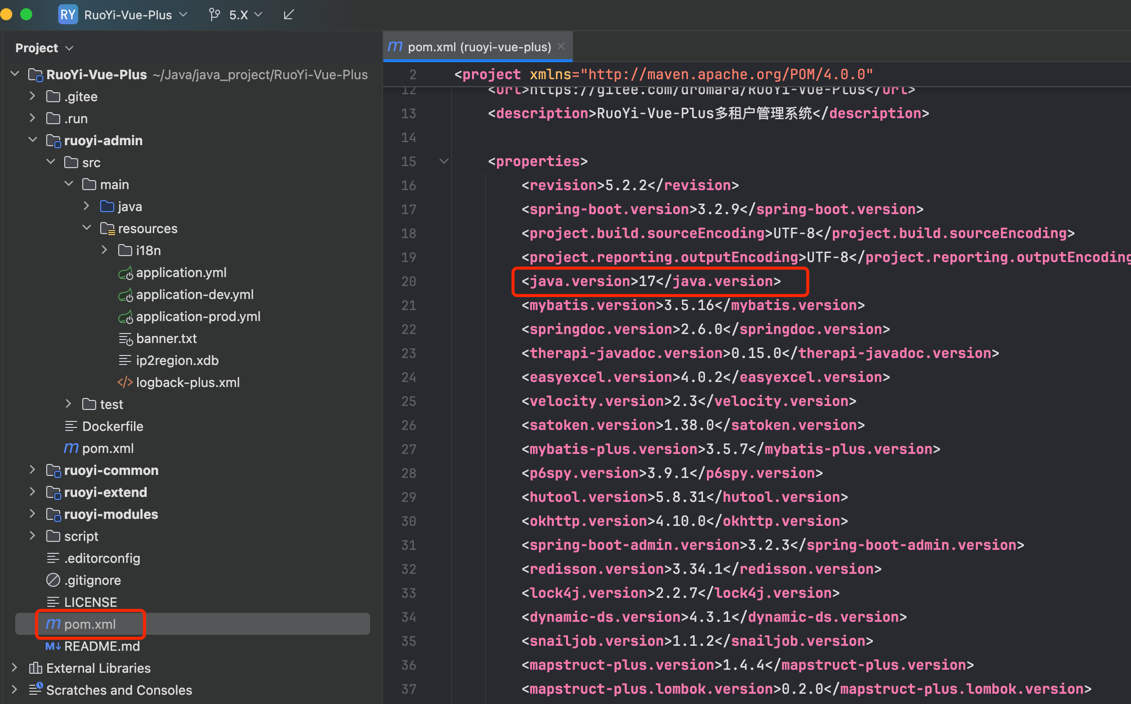 RY RuoYi-Vue-Plus 5.X
Project
RuoYi-Vue-Plus ~/Java/java_project/RuoYi-Vue-Plus
.gitee
.run
ruoyi-admin
src
main
java
resources
i18n
application.yml
application-dev.yml
application-prod.yml
banner.txt
ip2region.xdb
logback-plus.xml
test
Dockerfile
pom.xml
ruoyi-common
ruoyi-extend
ruoyi-modules
script
.editorconfig
.gitignore
LICENSE
pom.xml
README.md
External Libraries
Scratches and Consoles
pom.xml (ruoyi-vue-plus)
2 <project xmlns="http://maven.apache.org/POM/4.0.0"
12 <url>https://gitee.com/dromara/RuoYi-Vue-Plus</url>
13 <description>RuoYi-Vue-Plus多租户管理系统</description>
14
15 <properties>
16 <revision>5.2.2</revision>
17 <spring-boot.version>3.2.9</spring-boot.version>
18 <project.build.sourceEncoding>UTF-8</project.build.sourceEncoding>
19 <project.reporting.outputEncoding>UTF-8</project.reporting.outputEncoding
20 <java.version>17</java.version>
21 <mybatis.version>3.5.16</mybatis.version>
22 <springdoc.version>2.6.0</springdoc.version>
23 <therapi-javadoc.version>0.15.0</therapi-javadoc.version>
24 <easyexcel.version>4.0.2</easyexcel.version>
25 <velocity.version>2.3</velocity.version>
26 <satoken.version>1.38.0</satoken.version>
27 <mybatis-plus.version>3.5.7</mybatis-plus.version>
28 <p6spy.version>3.9.1</p6spy.version>
29 <hutool.version>5.8.31</hutool.version>
30 <okhttp.version>4.10.0</okhttp.version>
31 <spring-boot-admin.version>3.2.3</spring-boot-admin.version>
32 <redisson.version>3.34.1</redisson.version>
33 <lock4j.version>2.2.7</lock4j.version>
34 <dynamic-ds.version>4.3.1</dynamic-ds.version>
35 <snailjob.version>1.1.2</snailjob.version>
36 <mapstruct-plus.version>1.4.4</mapstruct-plus.version>
37 <mapstruct-plus.lombok.version>0.2.0</mapstruct-plus.lombok.version>